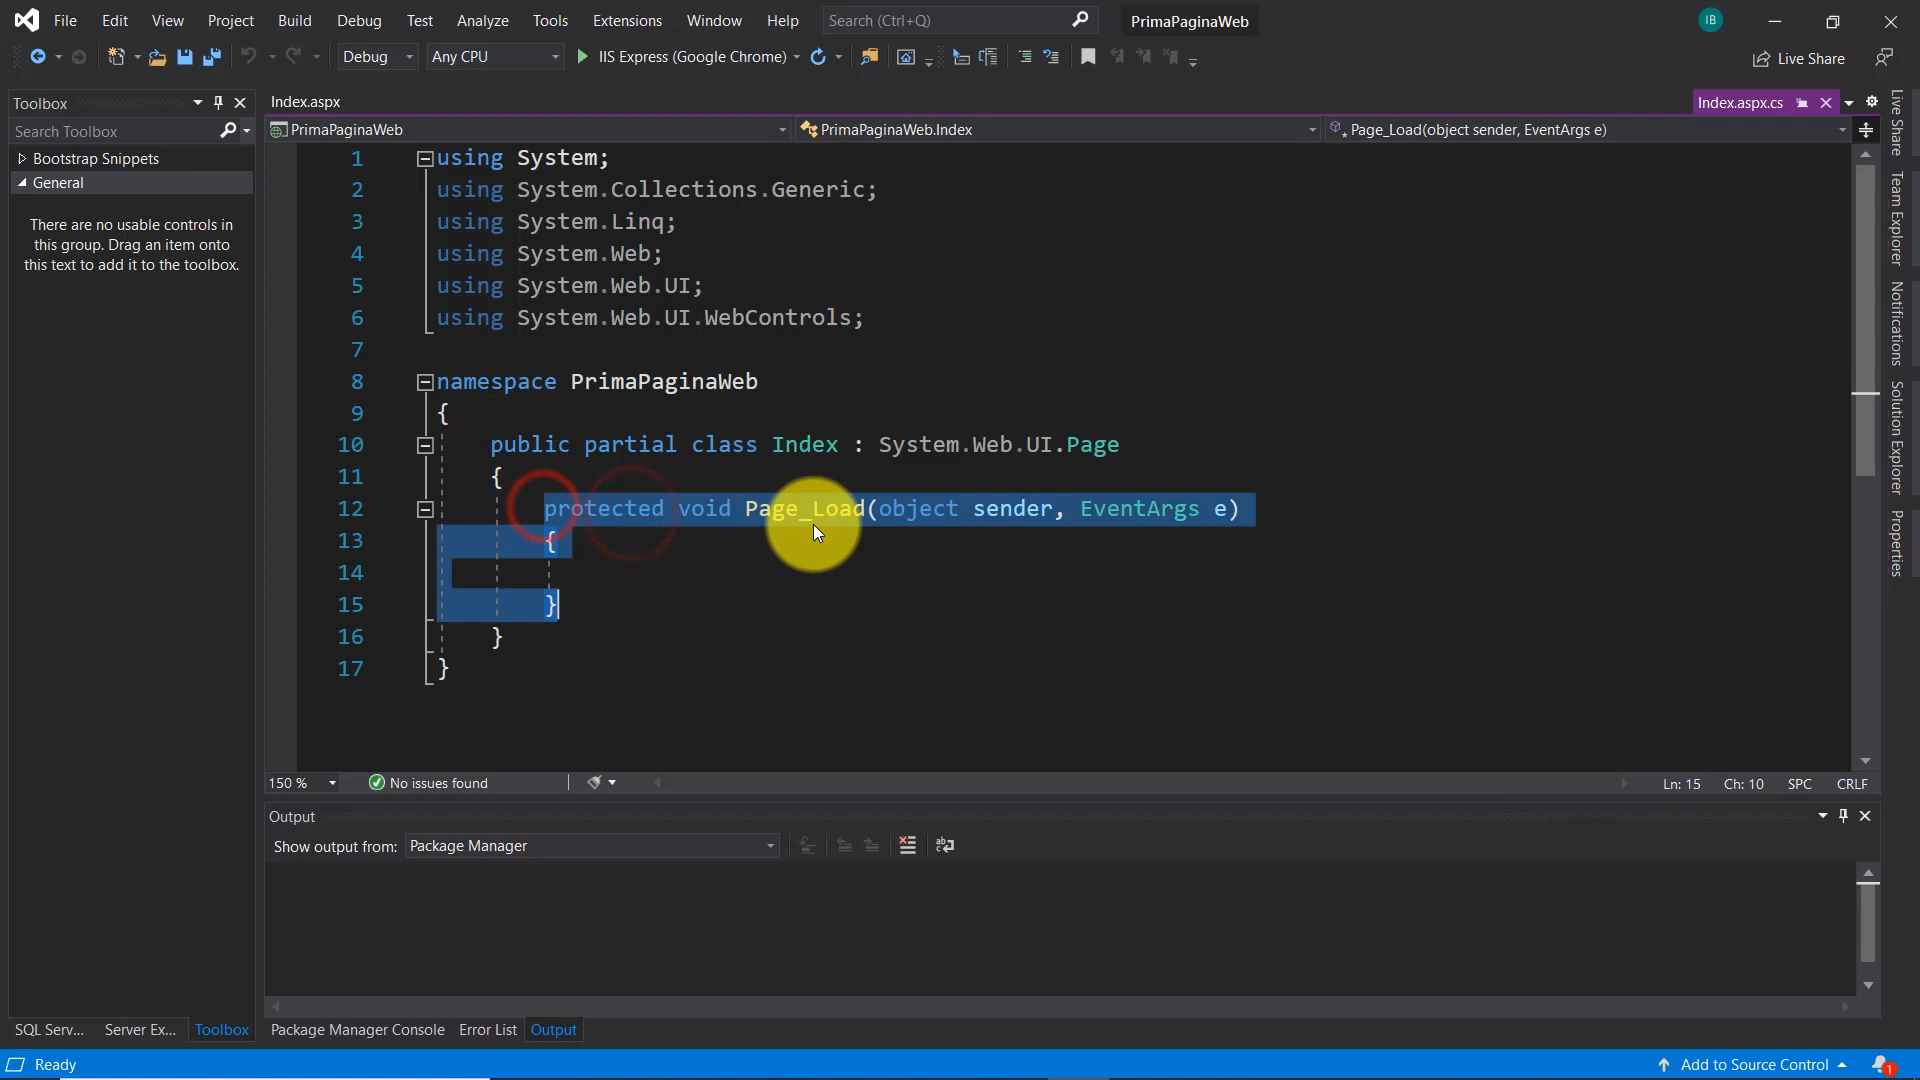 File Edit View Project Build Debug Test Analyze Tools Extensions Window Help Search (Ctrl+Q) PrimaPaginaWeb IB
Debug Any CPU IIS Express (Google Chrome) Live Share
Toolbox
Search Toolbox
Bootstrap Snippets
General
There are no usable controls in
this group. Drag an item onto
this text to add it to the toolbox.
Index.aspx Index.aspx.cs
PrimaPaginaWeb PrimaPaginaWeb.Index Page_Load(object sender, EventArgs e)
1 using System;
2 using System.Collections.Generic;
3 using System.Linq;
4 using System.Web;
5 using System.Web.UI;
6 using System.Web.UI.WebControls;
7
8 namespace PrimaPaginaWeb
9 {
10 public partial class Index : System.Web.UI.Page
11 {
12 protected void Page_Load(object sender, EventArgs e)
13 {
14
15 }
16 }
17 }
150 % No issues found Ln: 15 Ch: 10 SPC CRLF
Output
Show output from: Package Manager
SQL Serv... Server Ex... Toolbox Package Manager Console Error List Output
Ready Add to Source Control 1
Live Share
Team Explorer
Notifications
Solution Explorer
Properties